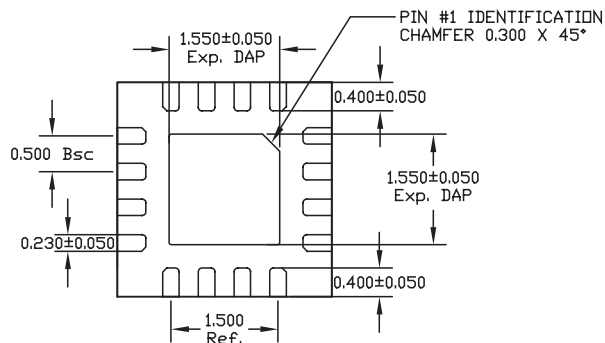 PIN #1 IDENTIFICATION
CHAMFER 0.300 X 45°
1.550±0.050
Exp. DAP
0.400±0.050
0.500 Bsc
1.550±0.050
Exp. DAP
0.230±0.050
0.400±0.050
1.500
Ref.